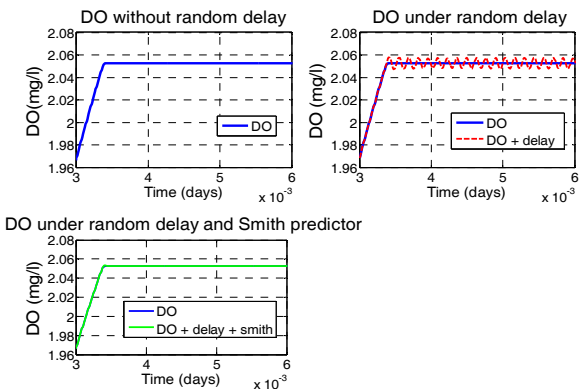 DO without random delay
DO(mg/l)
2.08
2.06
2.04
2.02
2
1.98
1.96
DO
3
4
5
6
Time (days)
x 10-3
DO under random delay
DO (mg/l)
2.08
2.06
2.04
2.02
2
1.98
1.96
DO
DO + delay
3
4
5
6
Time (days)
x 10-3
DO under random delay and Smith predictor
DO (mg/l)
2.08
2.06
2.04
2.02
2
1.98
1.96
DO
DO + delay + smith
3
4
5
6
Time (days)
x 10-3